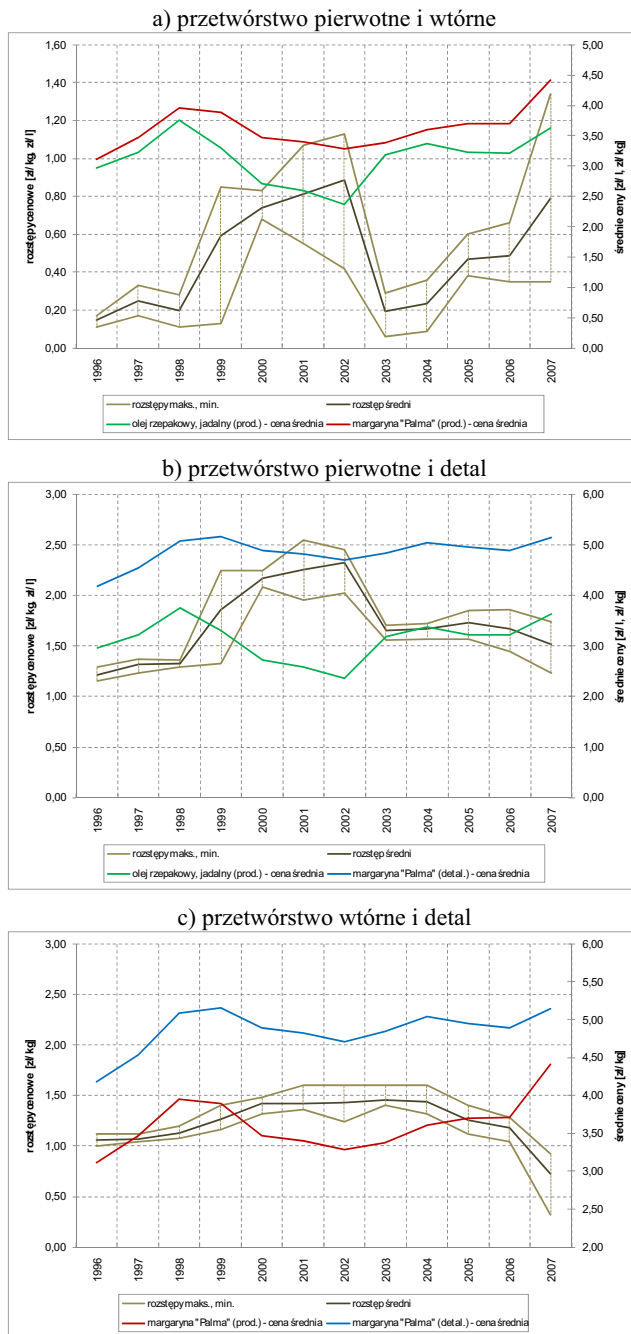 a) przetwórstwo pierwotne i wtórne
1,60 5,00
1,40 4,50
4,00
1,20
3,50
1,00 3,00
0,80 2,50
2,00
0,60
1,50
0,40
1,00
0,20 0,50
0,00 0,00
rozstępy cenowe [zł/ kg, zł/ l]
średnie ceny [zł/ l, zł/ kg]
1996 1997 1998 1999 2000 2001 2002 2003 2004 2005 2006 2007
rozstępy maks., min. rozstęp średni
olej rzepakowy, jadalny (prod.) - cena średnia margaryna "Palma" (prod.) - cena średnia
b) przetwórstwo pierwotne i detal
3,00 6,00
2,50 5,00
2,00 4,00
1,50 3,00
1,00 2,00
0,50 1,00
0,00 0,00
rozstępy cenowe [zł/ kg, zł/ l]
średnie ceny [zł/ l, zł/ kg]
1996 1997 1998 1999 2000 2001 2002 2003 2004 2005 2006 2007
rozstępy maks., min. rozstęp średni
olej rzepakowy, jadalny (prod.) - cena średnia margaryna "Palma" (detal.) - cena średnia
c) przetwórstwo wtórne i detal
3,00 6,00
5,50
2,50
5,00
2,00 4,50
1,50 4,00
3,50
1,00
3,00
0,50
2,50
0,00 2,00
rozstępy cenowe [zł/ kg]
średnie ceny [zł/ kg]
1996 1997 1998 1999 2000 2001 2002 2003 2004 2005 2006 2007
rozstępy maks., min. rozstęp średni
margaryna "Palma" (prod.) - cena średnia margaryna "Palma" (detal.) - cena średnia